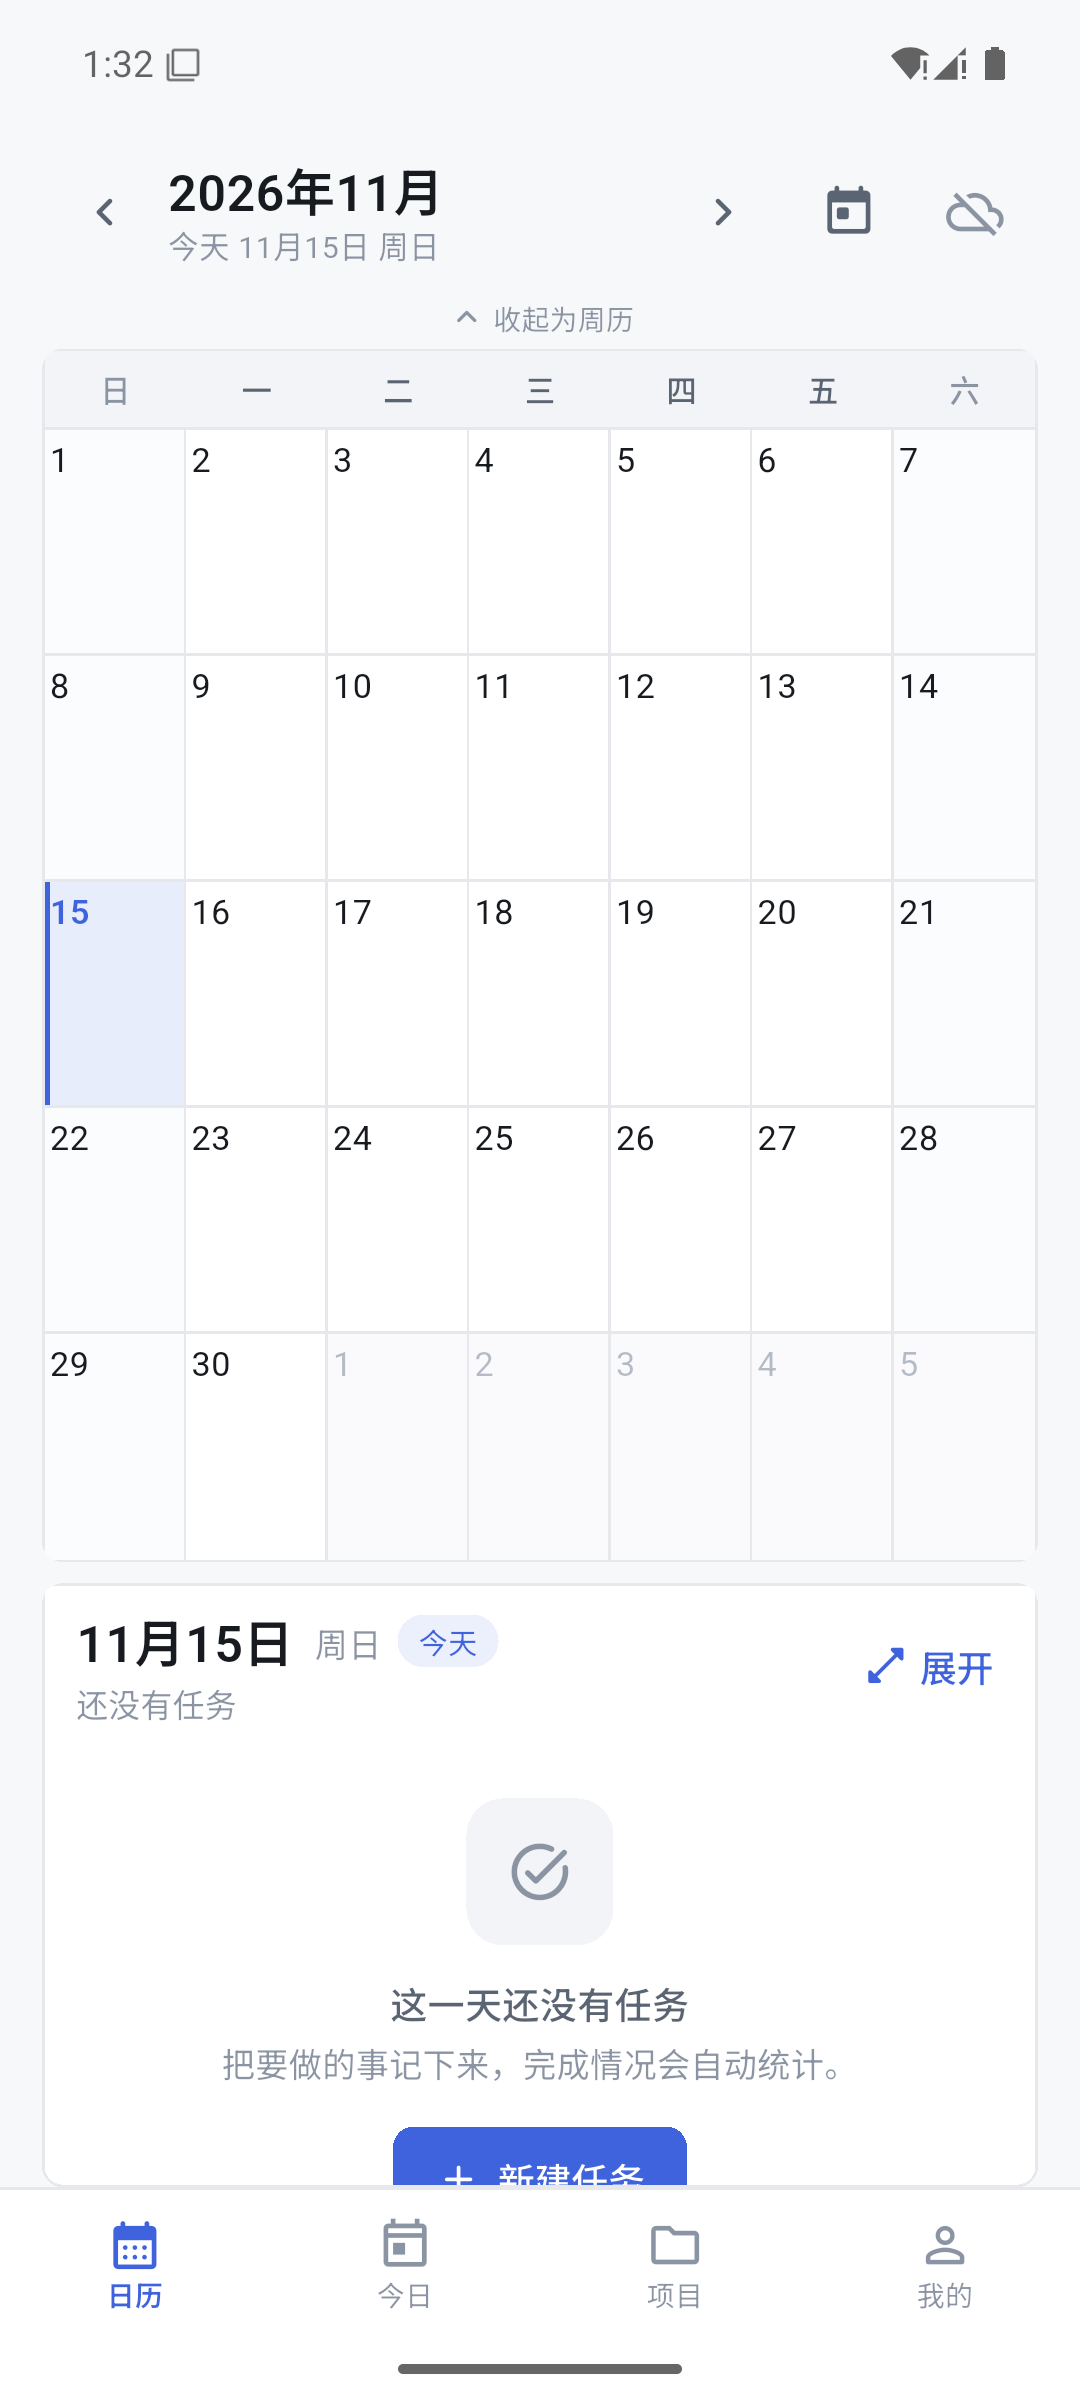 1:32
2026年11月
今天 11月15日 周日
收起为周历
日 一 二 三 四 五 六
1 2 3 4 5 6 7
8 9 10 11 12 13 14
15 16 17 18 19 20 21
22 23 24 25 26 27 28
29 30 1 2 3 4 5
11月15日 周日 今天
展开
还没有任务
这一天还没有任务
把要做的事记下来，完成情况会自动统计。
新建任务
日历 今日 项目 我的